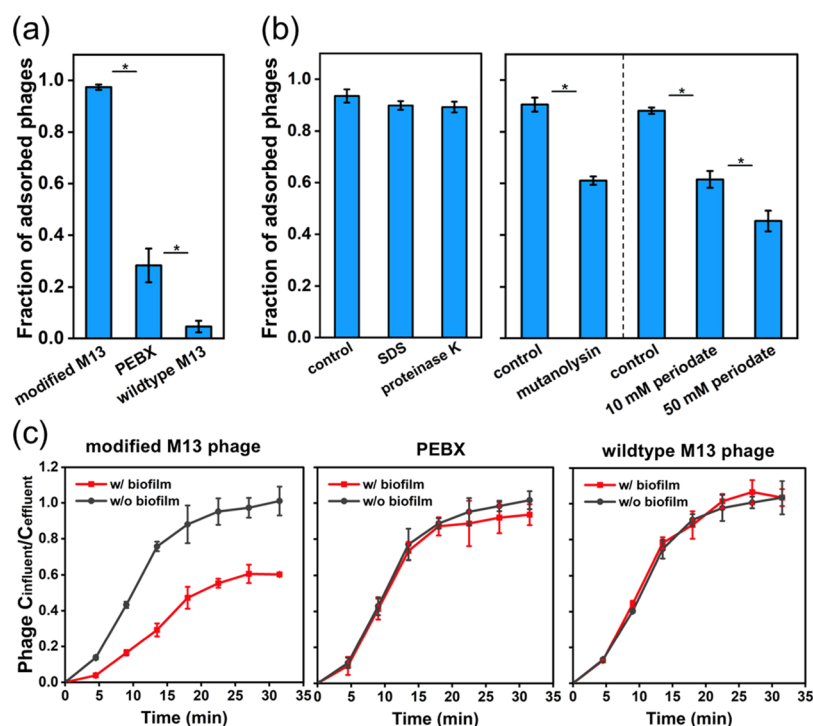 (a)
Fraction of adsorbed phages
1.0
0.8
0.6
0.4
0.2
0.0
*
*
modified M13
PEBX
wildtype M13
(b)
Fraction of adsorbed phages
1.0
0.8
0.6
0.4
0.2
0.0
control
SDS
proteinase K
*
*
*
control
mutanolysin
control
10 mM periodate
50 mM periodate
(c)
modified M13 phage
PEBX
wildtype M13 phage
Phage Cinfluent/Ceffluent
1.2
1.0
0.8
0.6
0.4
0.2
0.0
w/ biofilm
w/o biofilm
w/ biofilm
w/o biofilm
w/ biofilm
w/o biofilm
0 5 10 15 20 25 30 35
0 5 10 15 20 25 30 35
0 5 10 15 20 25 30 35
Time (min)
Time (min)
Time (min)